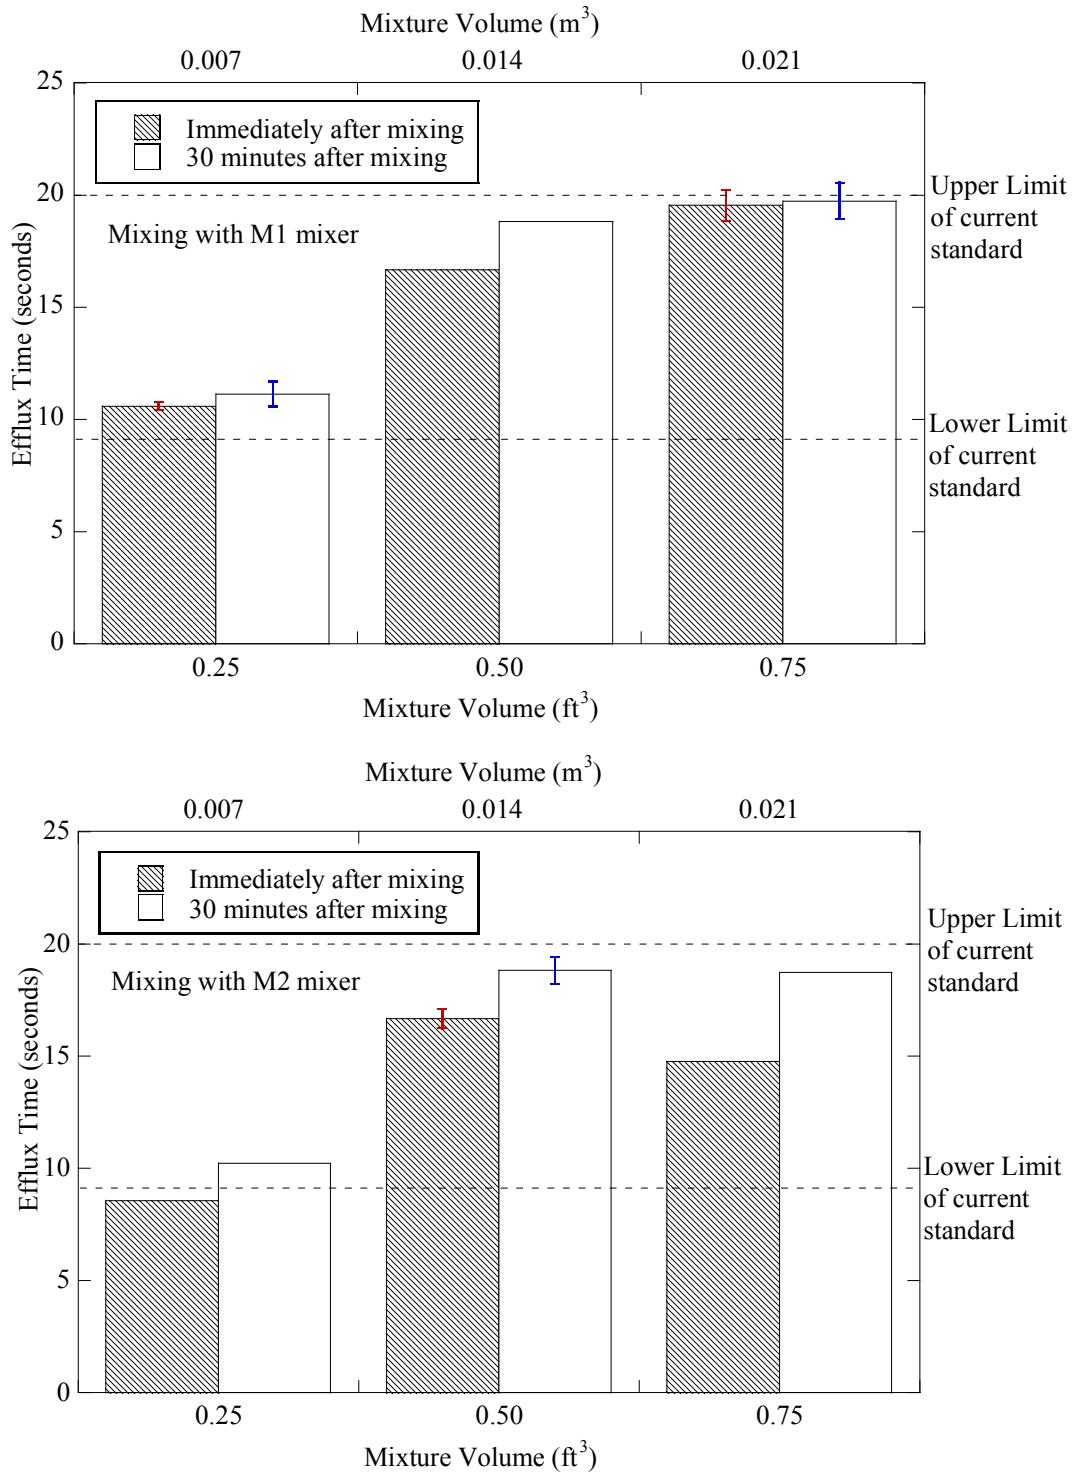 Mixture Volume (m³)
0.007 0.014 0.021
25
Immediately after mixing
30 minutes after mixing
20
Upper Limit
of current
standard
Mixing with M1 mixer
15
Efflux Time (seconds)
10
Lower Limit
of current
standard
5
0
0.25 0.50 0.75
Mixture Volume (ft³)
Mixture Volume (m³)
0.007 0.014 0.021
25
Immediately after mixing
30 minutes after mixing
20
Upper Limit
of current
standard
Mixing with M2 mixer
15
Efflux Time (seconds)
10
Lower Limit
of current
standard
5
0
0.25 0.50 0.75
Mixture Volume (ft³)